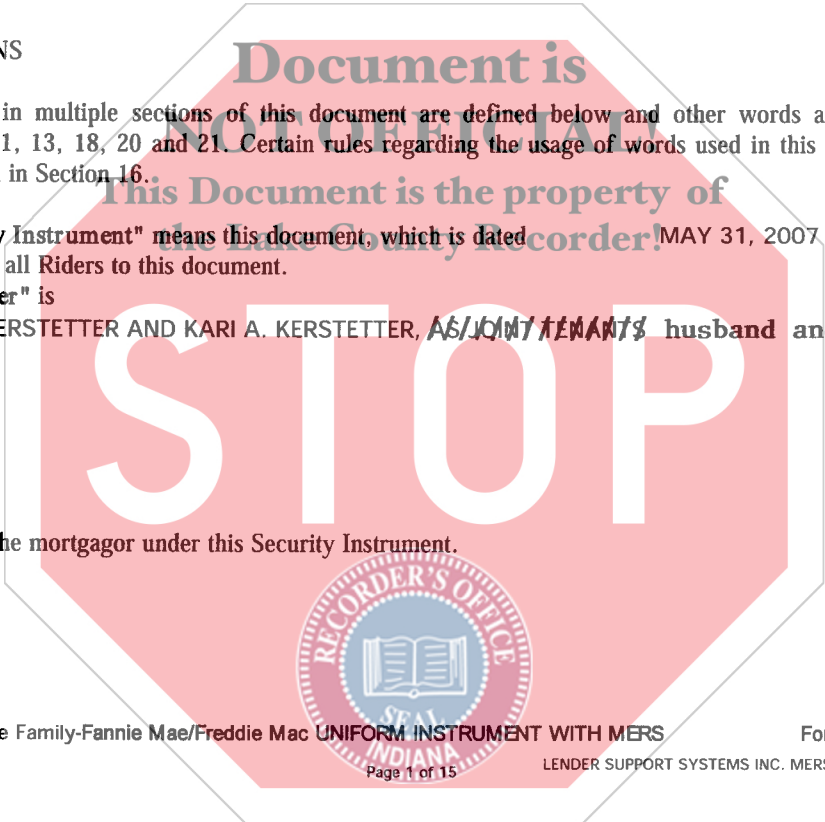 NS
Document is
in multiple sections of this document are defined below and other words a
NOT OFFICIAL!
1, 13, 18, 20 and 21. Certain rules regarding the usage of words used in this
in Section 16.
This Document is the property of
y Instrument" means this document, which is dated MAY 31, 2007
the Lake County Recorder!
all Riders to this document.
er" is
ERSTETTER AND KARI A. KERSTETTER, AS JOINT TENANTS husband an
STOP
he mortgagor under this Security Instrument.
RECORDER'S OFFICE
SEAL
INDIANA
e Family-Fannie Mae/Freddie Mac UNIFORM INSTRUMENT WITH MERS For
Page 1 of 15
LENDER SUPPORT SYSTEMS INC. MERS